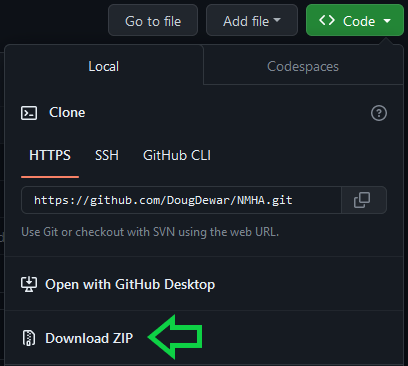 Go to file Add file Code
Local Codespaces
Clone
HTTPS SSH GitHub CLI
https://github.com/DougDewar/NMHA.git
Use Git or checkout with SVN using the web URL.
Open with GitHub Desktop
Download ZIP